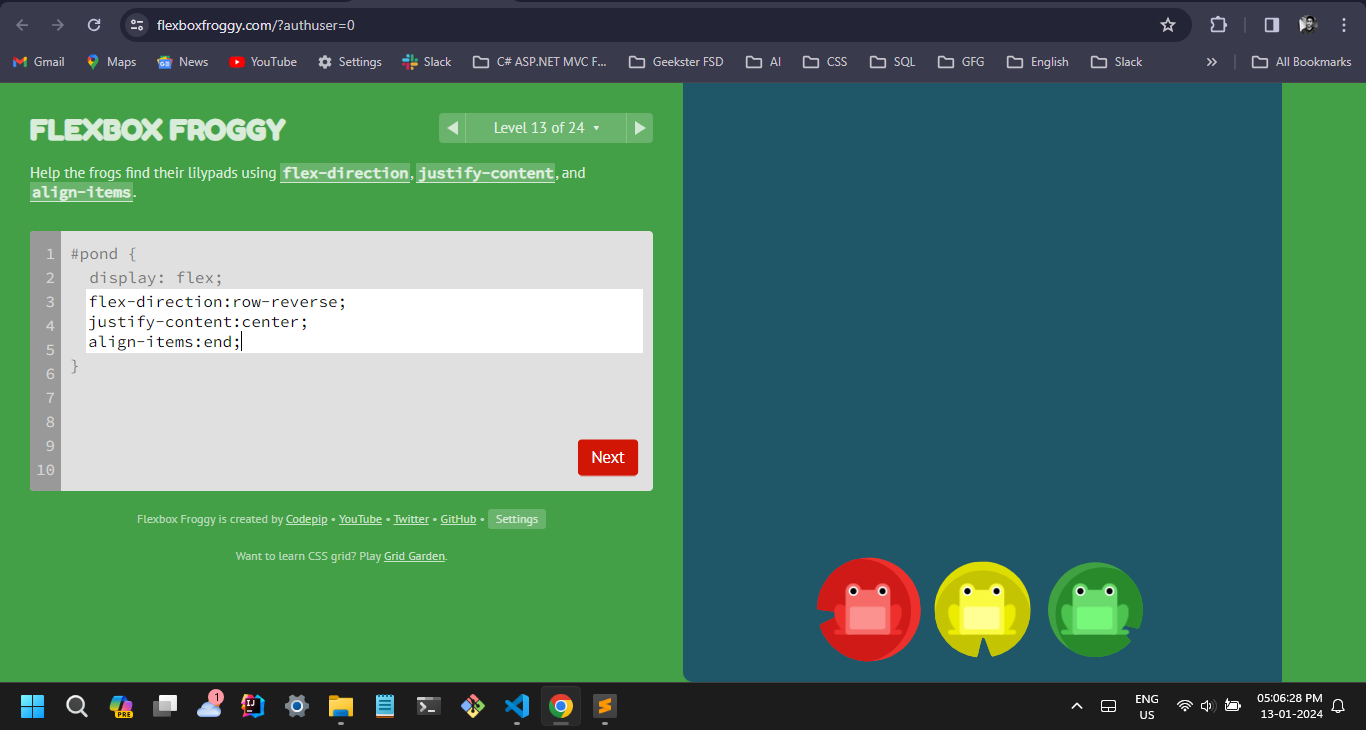 flexboxfroggy.com/?authuser=0
Gmail Maps News YouTube Settings Slack C# ASP.NET MVC F... Geekster FSD AI CSS SQL GFG English Slack » All Bookmarks
FLEXBOX FROGGY
◀ Level 13 of 24 ▾ ▶
Help the frogs find their lilypads using flex-direction, justify-content, and
align-items.
1 #pond {
2 display: flex;
3 flex-direction:row-reverse;
4 justify-content:center;
5 align-items:end;
6 }
7
8
9
10
Next
Flexbox Froggy is created by Codepip • YouTube • Twitter • GitHub • Settings
Want to learn CSS grid? Play Grid Garden.
1
PRE
IJ
ENG
US
05:06:28 PM
13-01-2024